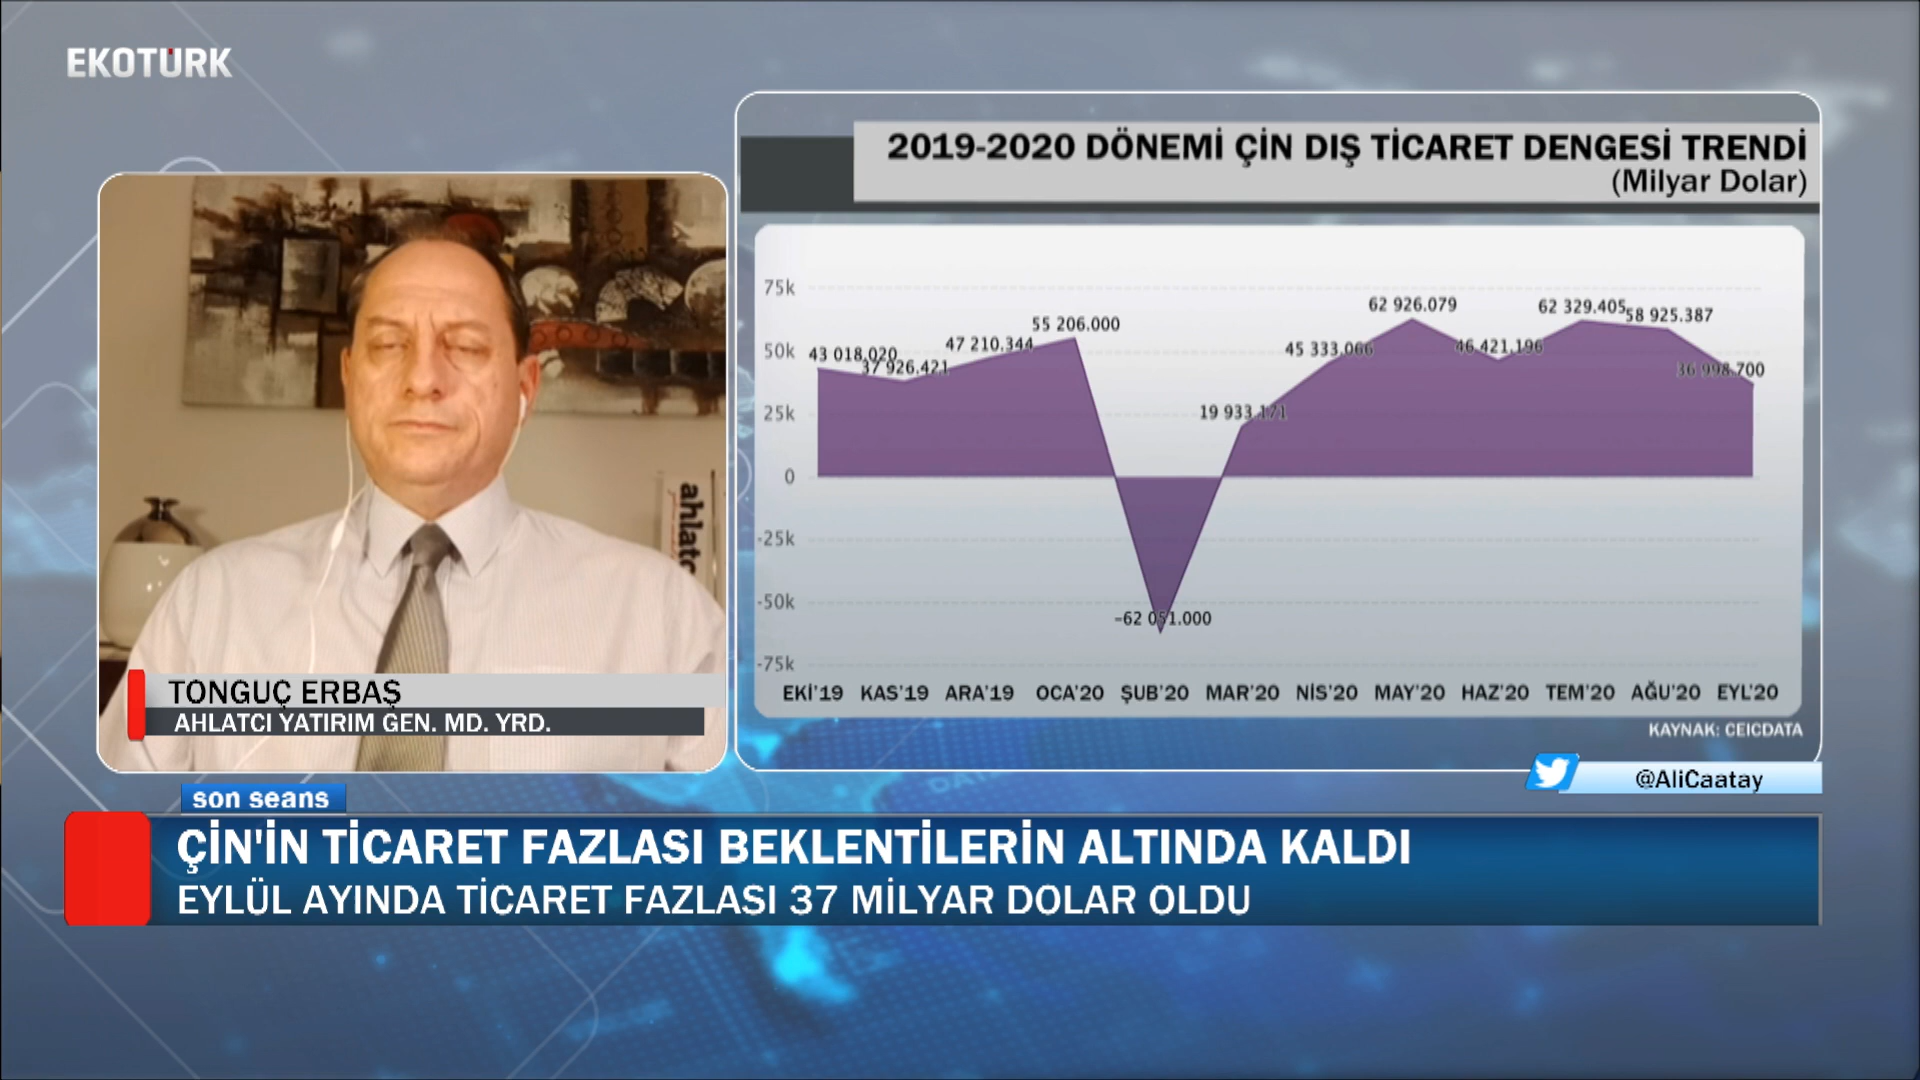 EKOTÜRK
2019-2020 DÖNEMİ ÇİN DIŞ TİCARET DENGESİ TRENDİ
(Milyar Dolar)
75k
50k
25k
0
-25k
-50k
-75k
43 018.020
37 926.421
47 210.344
55 206.000
-62 051.000
19 933.171
45 333.066
62 926.079
46.421,196
62 329.405
58 925.387
36 998.700
EKİ'19 KAS'19 ARA'19 OCA'20 ŞUB'20 MAR'20 NİS'20 MAY'20 HAZ'20 TEM'20 AĞU'20 EYL'20
KAYNAK: CEICDATA
ahlatc
TONGUÇ ERBAŞ
AHLATCI YATIRIM GEN. MD. YRD.
@AliCaatay
son seans
ÇİN'İN TİCARET FAZLASI BEKLENTİLERİN ALTINDA KALDI
EYLÜL AYINDA TİCARET FAZLASI 37 MİLYAR DOLAR OLDU